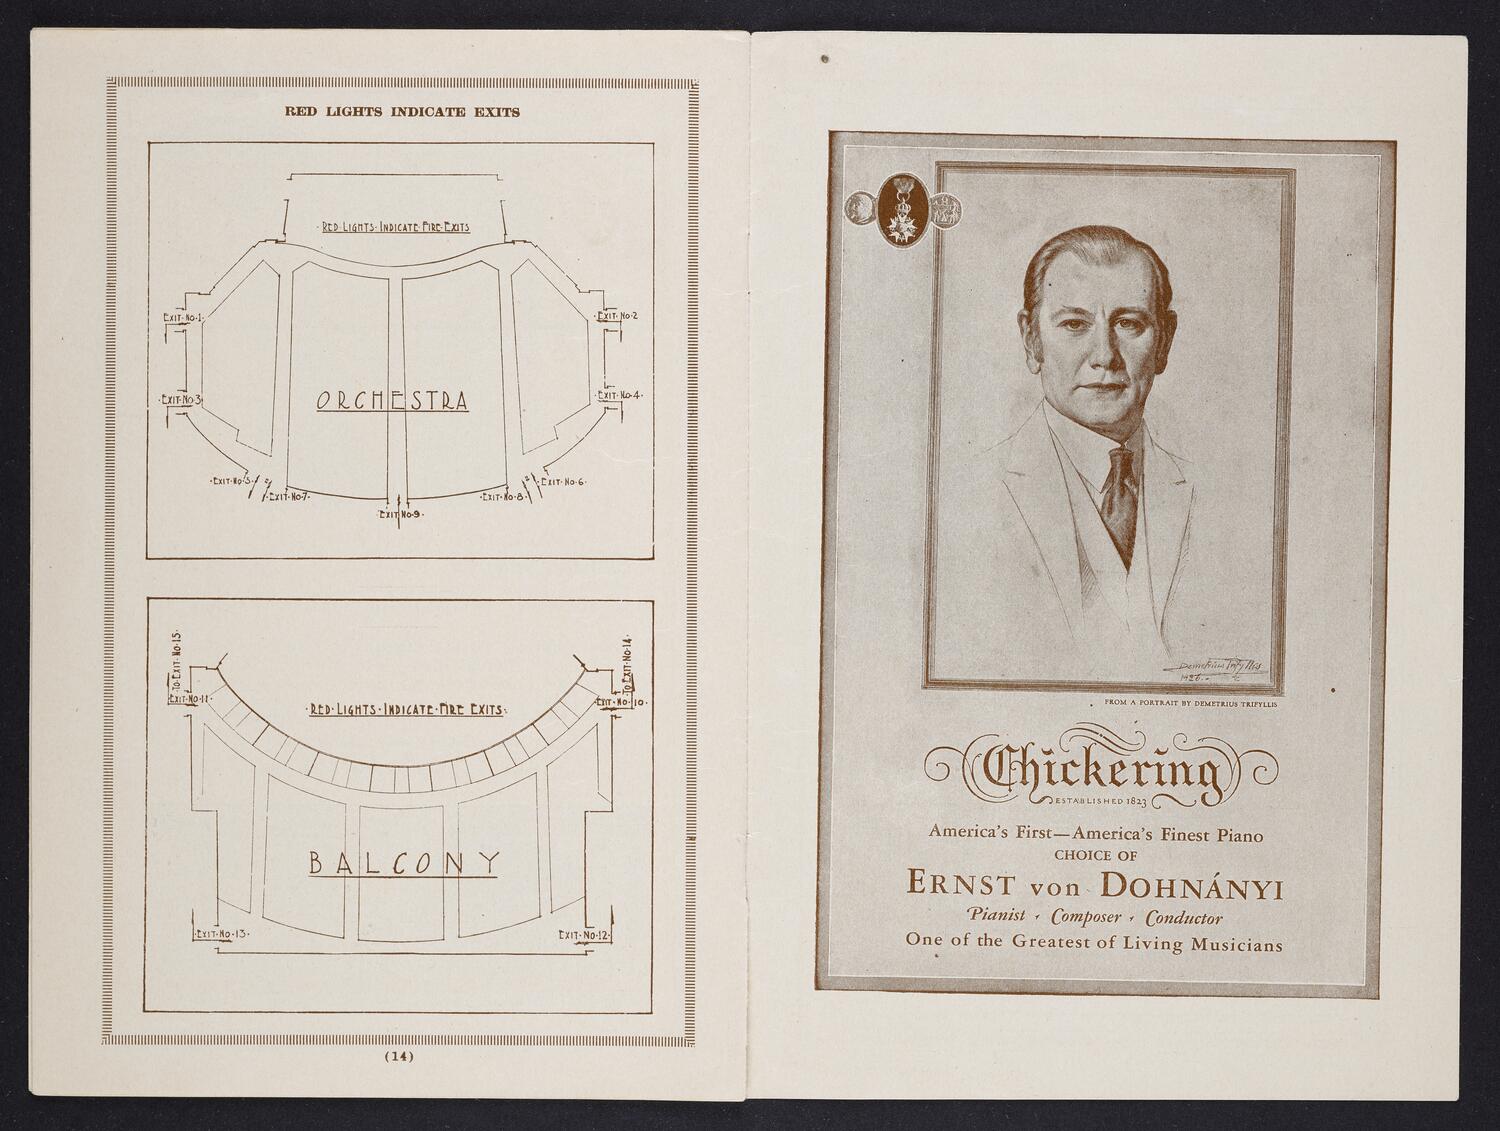 RED LIGHTS INDICATE EXITS
·RED·LIGHTS·INDICATE·FIRE·EXITS
EXIT·No·1·
·EXIT·No·2
·EXIT·No·3
·EXIT·No·4·
ORCHESTRA
·EXIT·No·5·
·EXIT·No·6·
·EXIT·No·7·
·EXIT·No·8·
·EXIT·No·9·
·TO·EXIT·No·15·
·TO·EXIT·No·14·
·EXIT·No·11·
·EXIT·No·10·
·RED·LIGHTS·INDICATE·FIRE EXITS·
BALCONY
·EXIT·No·13·
EXIT·No·12·
(14)
Demetrius Trifyllis
1926.-
FROM A PORTRAIT BY DEMETRIUS TRIFYLLIS
Chickering
ESTABLISHED 1823
America's First—America's Finest Piano
CHOICE OF
ERNST von DOHNÁNYI
Pianist · Composer · Conductor
One of the Greatest of Living Musicians